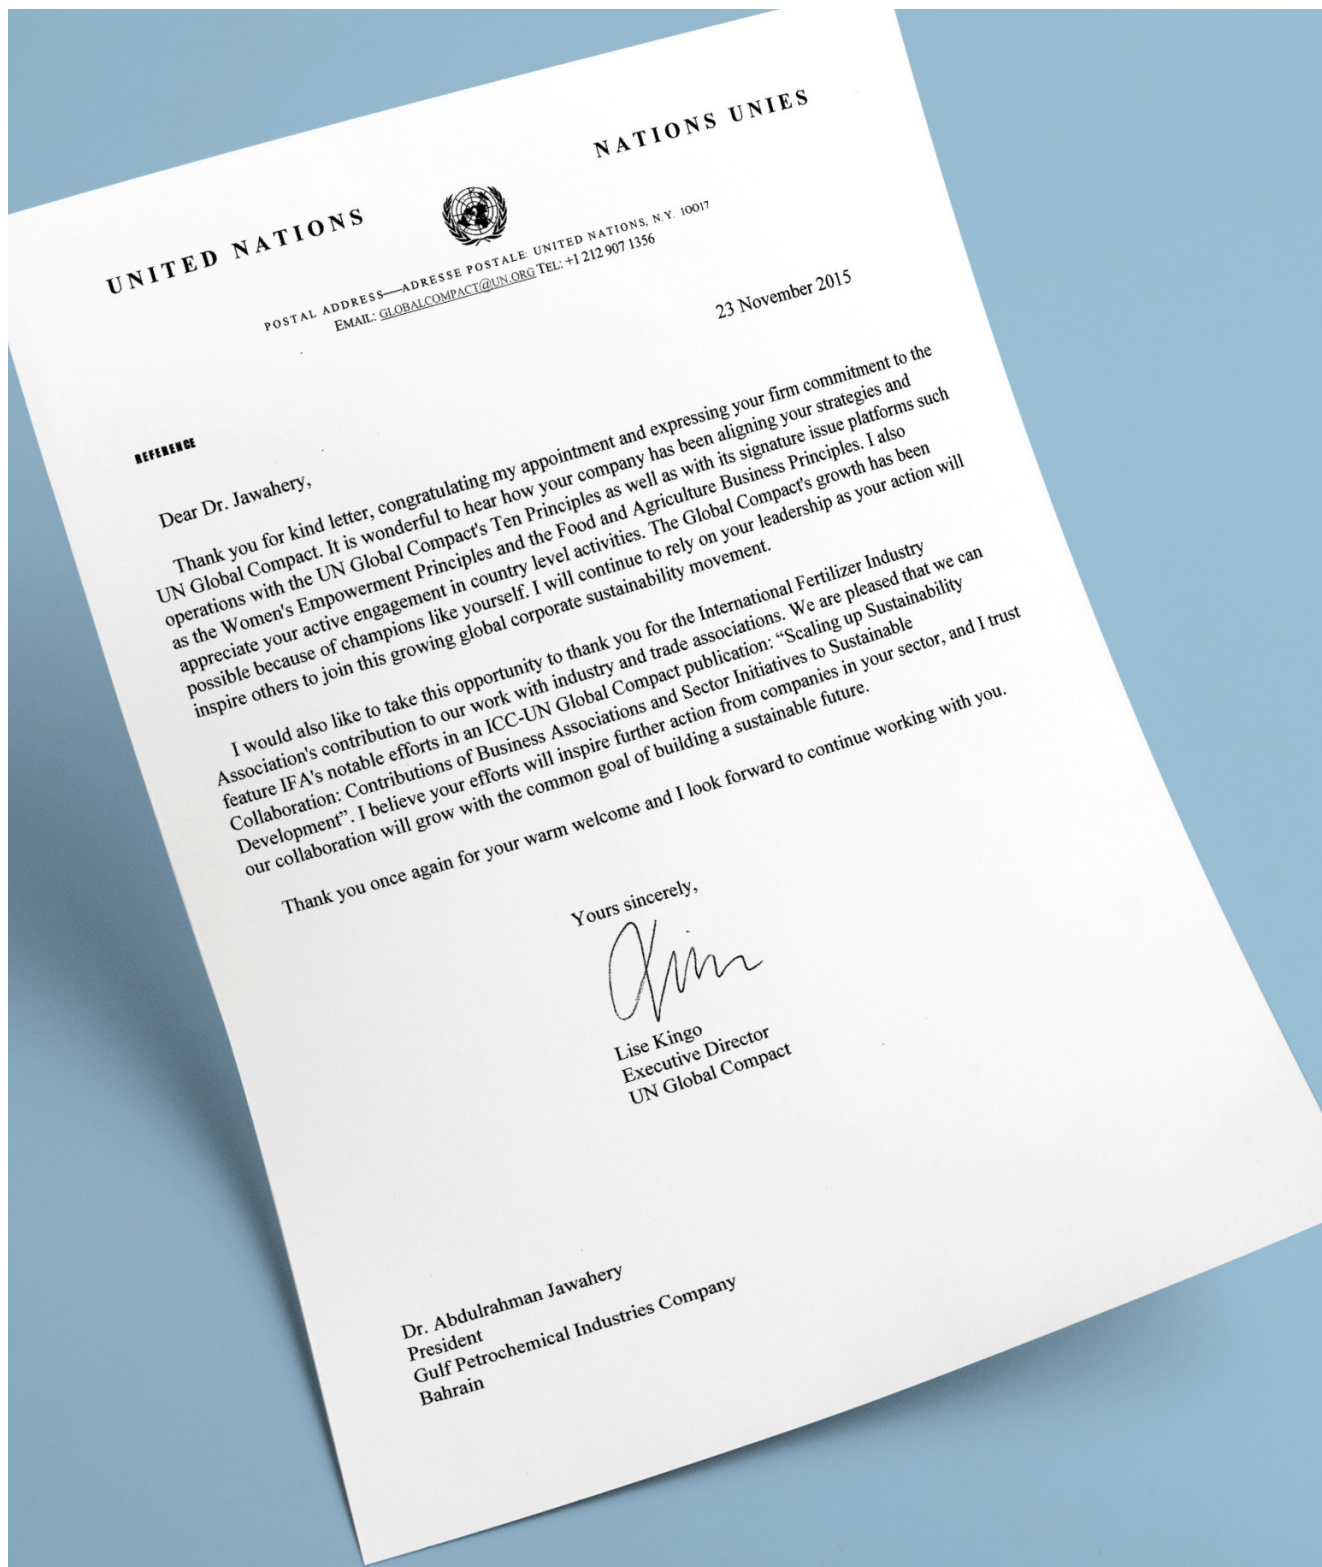 UNITED NATIONS NATIONS UNIES
POSTAL ADDRESS—ADRESSE POSTALE: UNITED NATIONS, N.Y. 10017
EMAIL: GLOBALCOMPACT@UN.ORG TEL: +1 212 907 1356
23 November 2015
REFERENCE
Dear Dr. Jawahery,
Thank you for kind letter, congratulating my appointment and expressing your firm commitment to the
UN Global Compact. It is wonderful to hear how your company has been aligning your strategies and
operations with the UN Global Compact's Ten Principles as well as with its signature issue platforms such
as the Women's Empowerment Principles and the Food and Agriculture Business Principles. I also
appreciate your active engagement in country level activities. The Global Compact's growth has been
possible because of champions like yourself. I will continue to rely on your leadership as your action will
inspire others to join this growing global corporate sustainability movement.
I would also like to take this opportunity to thank you for the International Fertilizer Industry
Association's contribution to our work with industry and trade associations. We are pleased that we can
feature IFA's notable efforts in an ICC-UN Global Compact publication: “Scaling up Sustainability
Collaboration: Contributions of Business Associations and Sector Initiatives to Sustainable
Development”. I believe your efforts will inspire further action from companies in your sector, and I trust
our collaboration will grow with the common goal of building a sustainable future.
Thank you once again for your warm welcome and I look forward to continue working with you.
Yours sincerely,
Lise Kingo
Executive Director
UN Global Compact
Dr. Abdulrahman Jawahery
President
Gulf Petrochemical Industries Company
Bahrain